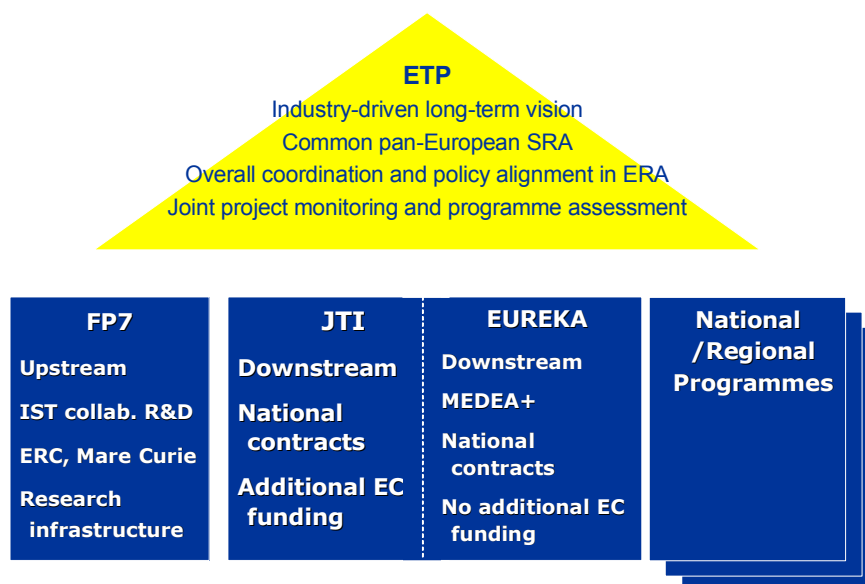 ETP
Industry-driven long-term vision
Common pan-European SRA
Overall coordination and policy alignment in ERA
Joint project monitoring and programme assessment
FP7
Upstream
IST collab. R&D
ERC, Mare Curie
Research
infrastructure
JTI
Downstream
National
contracts
Additional EC
funding
EUREKA
Downstream
MEDEA+
National
contracts
No additional EC
funding
National
/Regional
Programmes